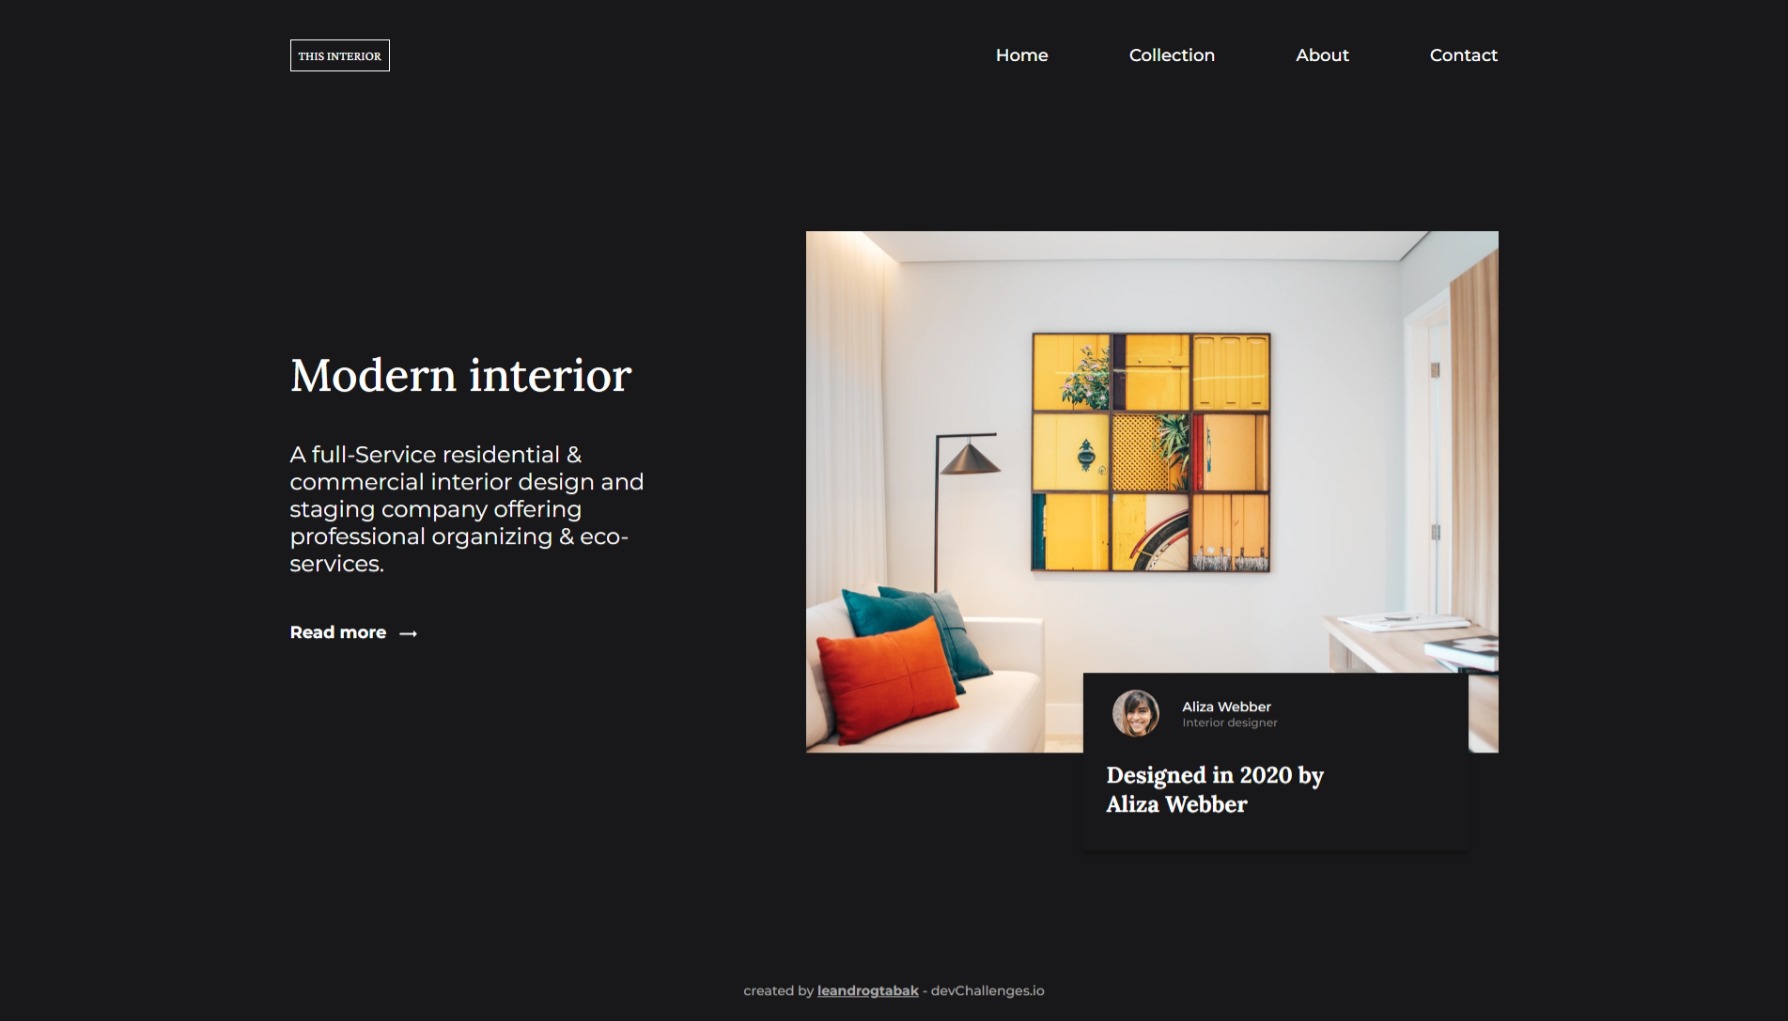 THIS INTERIOR
Home
Collection
About
Contact
Modern interior
A full-Service residential &
commercial interior design and
staging company offering
professional organizing & eco-
services.
Read more
Aliza Webber
Interior designer
Designed in 2020 by
Aliza Webber
created by leandrogtabak - devChallenges.io